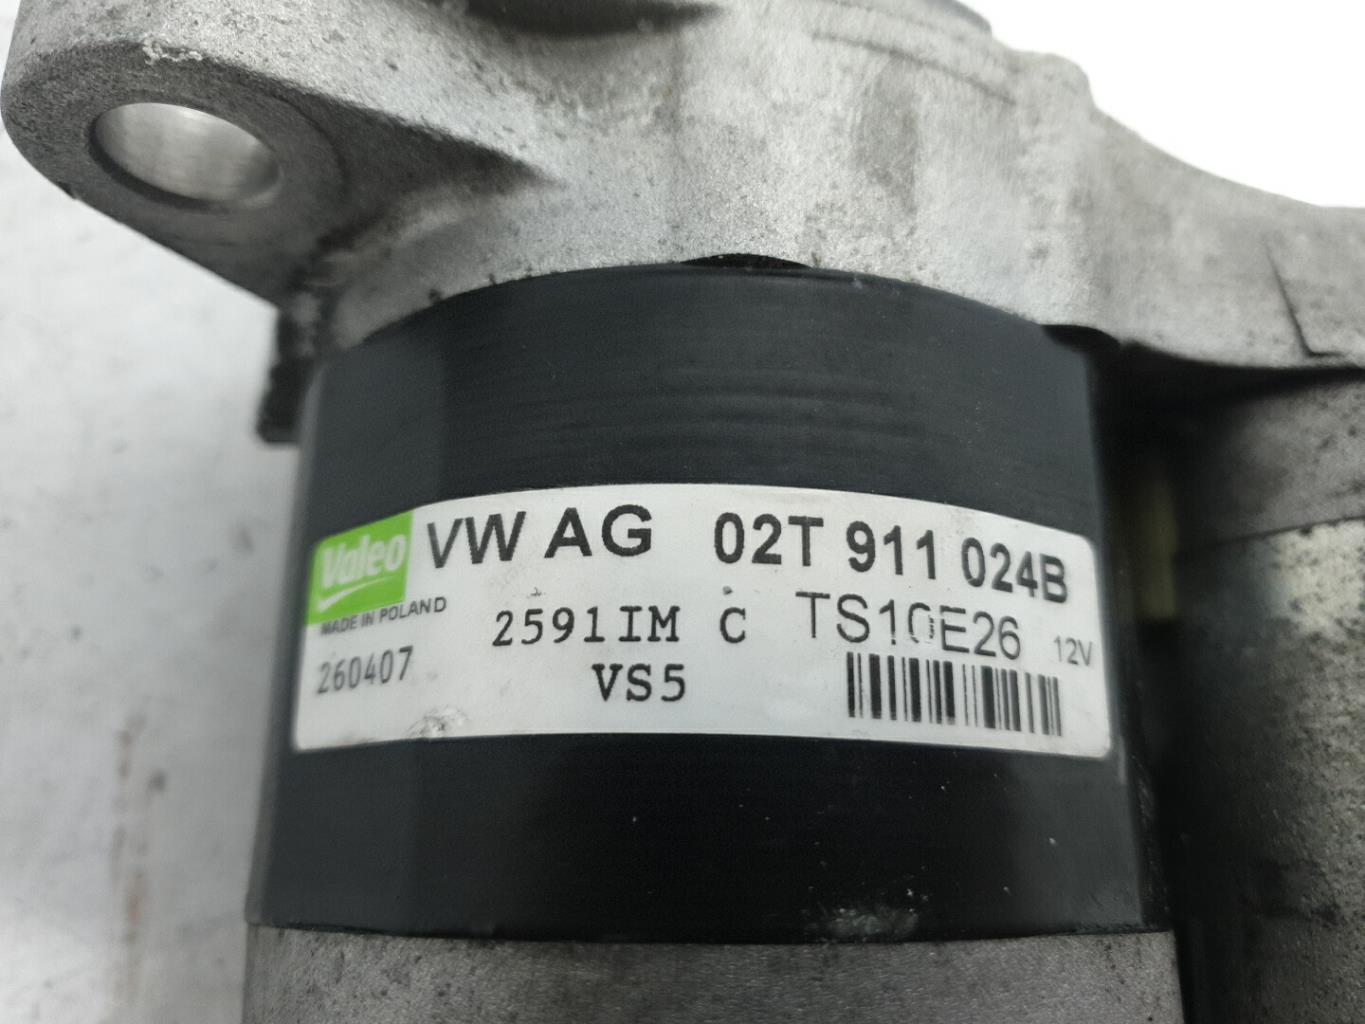 Valeo VW AG 02T 911 024B
MADE IN POLAND 2591IM C TS10E26 12V
260407 VS5